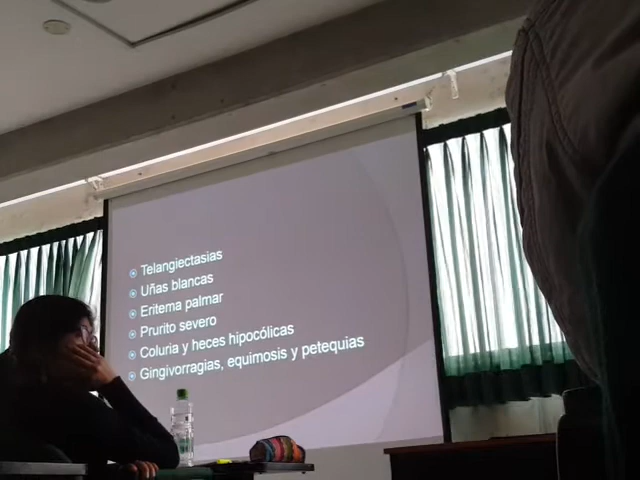 Telangiectasias
Uñas blancas
Eritema palmar
Prurito severo
Coluria y heces hipocólicas
Gingivorragias, equimosis y petequias